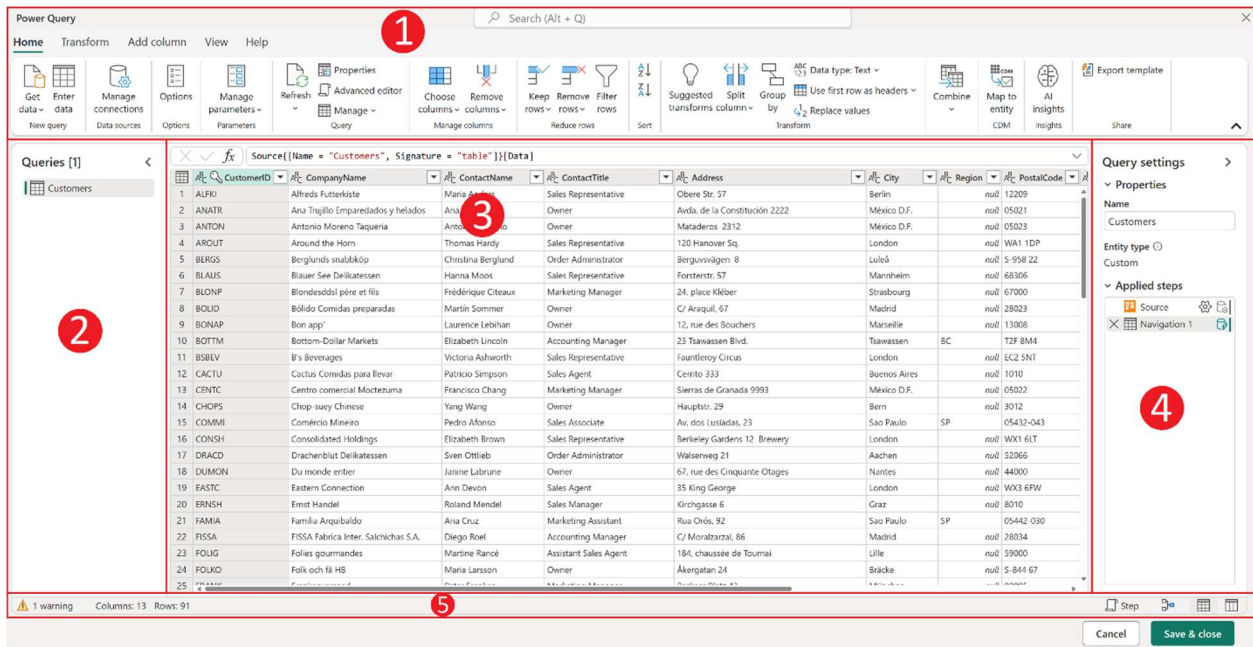 Power Query
Search (Alt + Q)
1
Home Transform Add column View Help
Get data
Enter data
New query
Manage connections
Data sources
Options
Options
Manage parameters
Parameters
Refresh
Properties
Advanced editor
Manage
Query
Choose columns
Remove columns
Manage columns
Keep rows
Remove rows
Filter rows
Reduce rows
Sort
Suggested transforms
Split column
Group by
Data type: Text
Use first row as headers
Replace values
Transform
Combine
Map to entity
CDM
AI insights
Insights
Export template
Share
Queries [1]
Customers
2
fx Source{[Name = "Customers", Signature = "table"]}[Data]
CustomerID CompanyName ContactName ContactTitle Address City Region PostalCode
1 ALFKI Alfreds Futterkiste Maria Sales Representative Obere Str. 57 Berlin null 12209
2 ANATR Ana Trujillo Emparedados y helados Ana Owner Avda. de la Constitución 2222 México D.F. null 05021
3 ANTON Antonio Moreno Taquería Owner Mataderos 2312 México D.F. null 05023
3
4 AROUT Around the Horn Thomas Hardy Sales Representative 120 Hanover Sq. London null WA1 1DP
5 BERGS Berglunds snabbköp Christina Berglund Order Administrator Berguvsvägen 8 Luleå null S-958 22
6 BLAUS Blauer See Delikatessen Hanna Moos Sales Representative Forsterstr. 57 Mannheim null 68306
7 BLONP Blondesddsl père et fils Frédérique Citeaux Marketing Manager 24, place Kléber Strasbourg null 67000
8 BOLID Bólido Comidas preparadas Martín Sommer Owner C/ Araquil, 67 Madrid null 28023
9 BONAP Bon app' Laurence Lebihan Owner 12, rue des Bouchers Marseille null 13008
10 BOTTM Bottom-Dollar Markets Elizabeth Lincoln Accounting Manager 23 Tsawassen Blvd. Tsawassen BC T2F 8M4
11 BSBEV B's Beverages Victoria Ashworth Sales Representative Fauntleroy Circus London null EC2 5NT
12 CACTU Cactus Comidas para llevar Patricio Simpson Sales Agent Cerrito 333 Buenos Aires null 1010
13 CENTC Centro comercial Moctezuma Francisco Chang Marketing Manager Sierras de Granada 9993 México D.F. null 05022
14 CHOPS Chop-suey Chinese Yang Wang Owner Hauptstr. 29 Bern null 3012
15 COMMI Comércio Mineiro Pedro Afonso Sales Associate Av. dos Lusíadas, 23 Sao Paulo SP 05432-043
16 CONSH Consolidated Holdings Elizabeth Brown Sales Representative Berkeley Gardens 12 Brewery London null WX1 6LT
17 DRACD Drachenblut Delikatessen Sven Ottlieb Order Administrator Walserweg 21 Aachen null 52066
18 DUMON Du monde entier Janine Labrune Owner 67, rue des Cinquante Otages Nantes null 44000
19 EASTC Eastern Connection Ann Devon Sales Agent 35 King George London null WX3 6FW
20 ERNSH Ernst Handel Roland Mendel Sales Manager Kirchgasse 6 Graz null 8010
21 FAMIA Familia Arquibaldo Aria Cruz Marketing Assistant Rua Orós, 92 Sao Paulo SP 05442-030
22 FISSA FISSA Fabrica Inter. Salchichas S.A. Diego Roel Accounting Manager C/ Moralzarzal, 86 Madrid null 28034
23 FOLIG Folies gourmandes Martine Rancé Assistant Sales Agent 184, chaussée de Tournai Lille null 59000
24 FOLKO Folk och fä HB Maria Larsson Owner Åkergatan 24 Bräcke null S-844 67
25
Query settings
Properties
Name
Customers
Entity type
Custom
Applied steps
Source
Navigation 1
4
1 warning Columns: 13 Rows: 91
5
Step
Cancel
Save & close